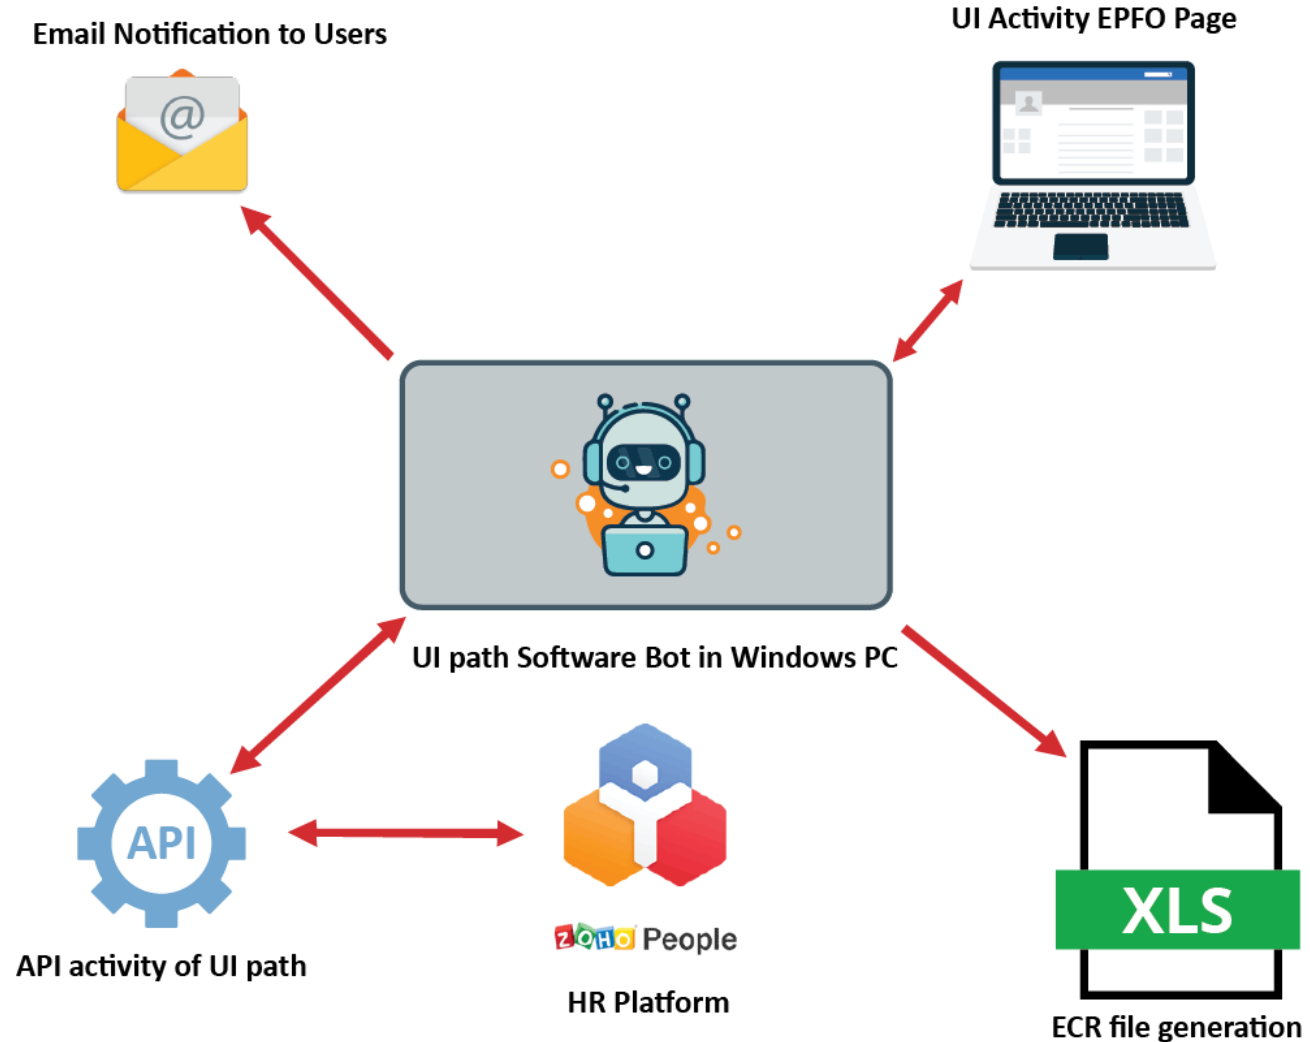 UI Activity EPFO Page
Email Notification to Users
@
UI path Software Bot in Windows PC
API
XLS
ZOHO People
API activity of UI path
HR Platform
ECR file generation